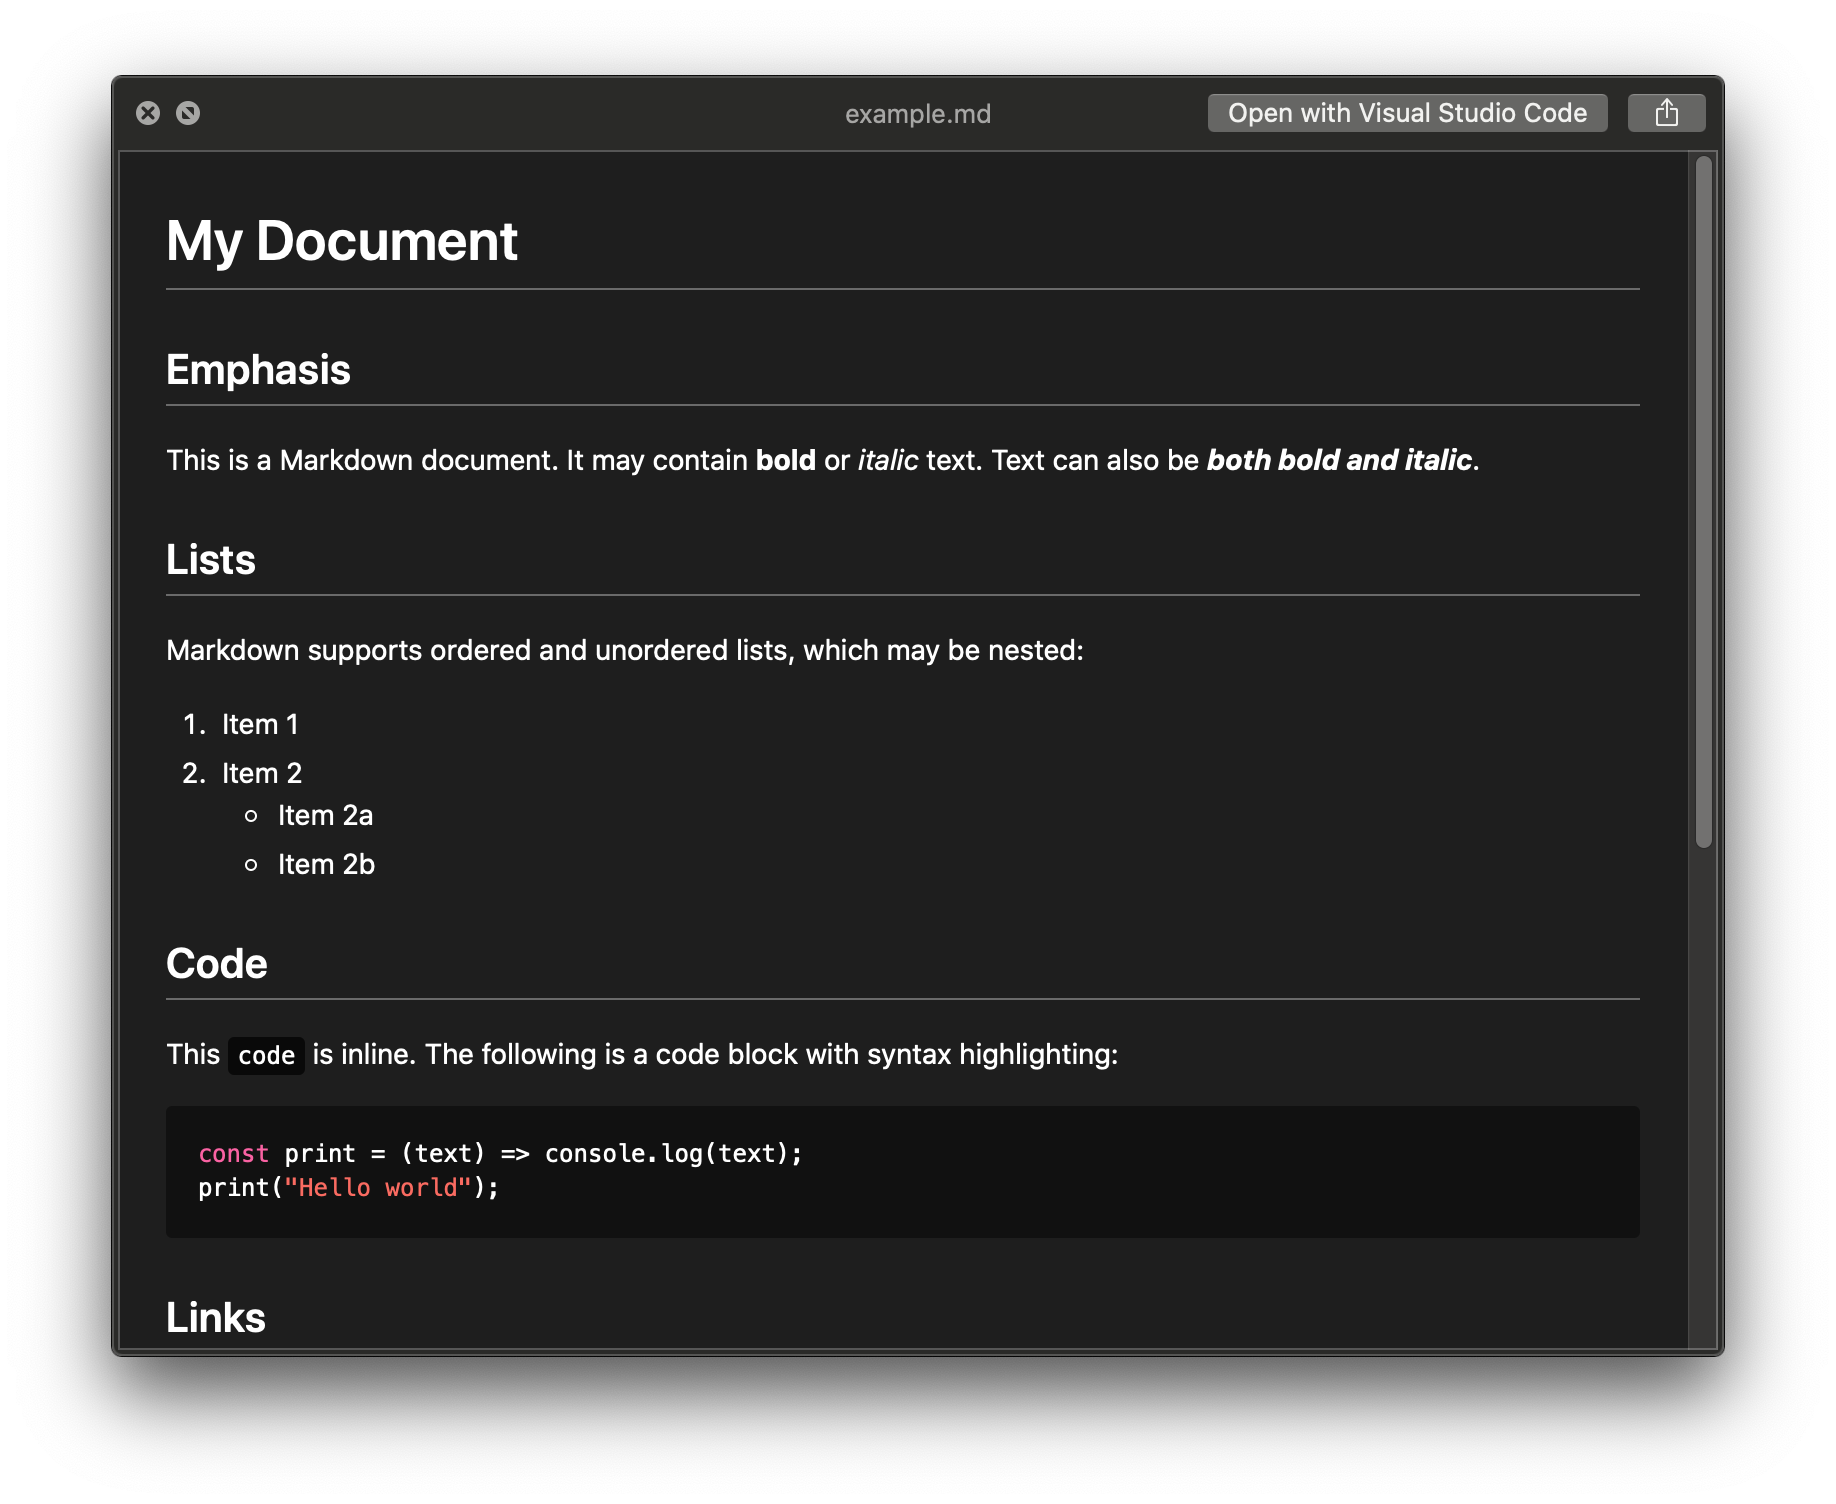 example.md
Open with Visual Studio Code
My Document
Emphasis
This is a Markdown document. It may contain bold or italic text. Text can also be both bold and italic.
Lists
Markdown supports ordered and unordered lists, which may be nested:
1. Item 1
2. Item 2
Item 2a
Item 2b
Code
This code is inline. The following is a code block with syntax highlighting:
const print = (text) => console.log(text);
print("Hello world");
Links